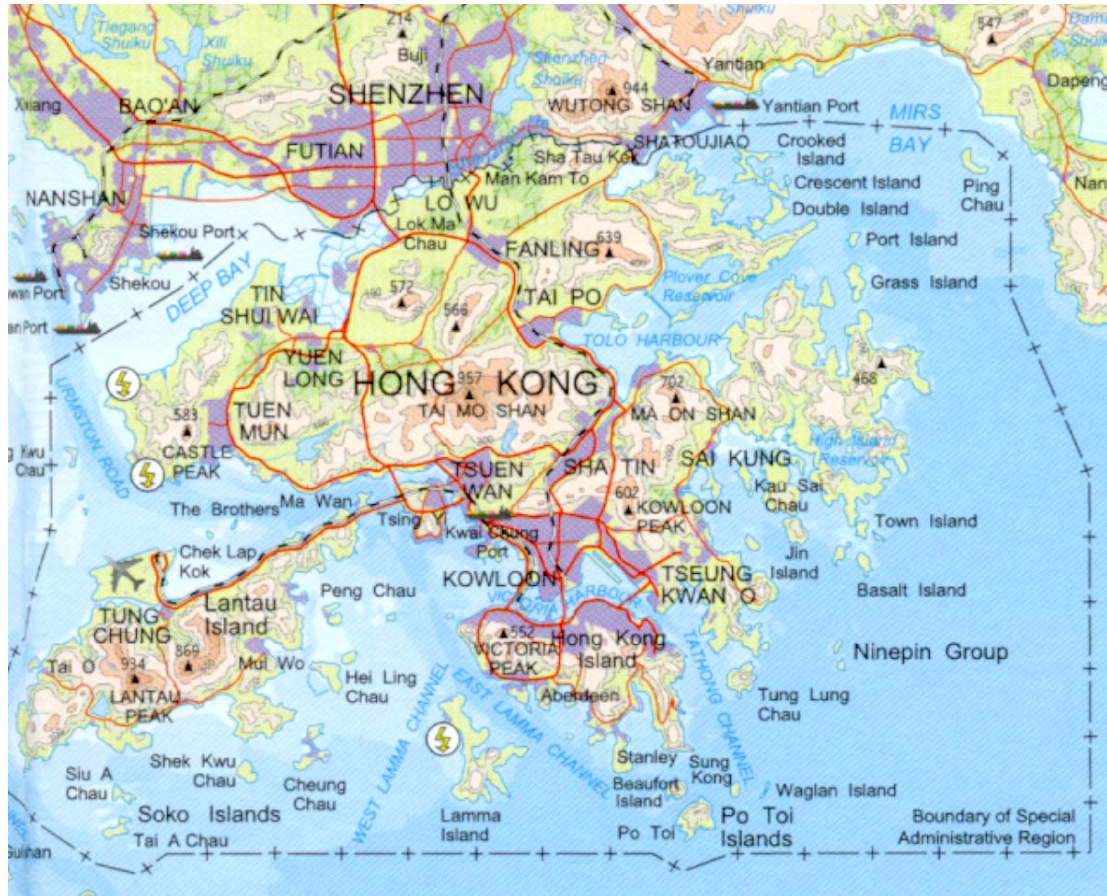 Tiegang
Shuiku
Xili
Shuiku
214
Buji
Shenzhen
Shuiku
944
WUTONG SHAN
Yantian
547
Shuiku
Dapeng
BAO'AN
SHENZHEN
Yantian Port
MIRS
BAY
FUTIAN
SHATOUJIAO
Sha Tau Kok
Crooked
Island
Man Kam To
Crescent Island
Ping
Chau
NANSHAN
LO WU
Double Island
Lok Ma
Chau
Shekou Port
FANLING
639
Port Island
Shekou
Port
DEEP BAY
Plover Cove
Reservoir
Grass Island
TIN
SHUI WAI
572
100
TAI PO
566
Port
TOLO HARBOUR
YUEN
LONG
HONG KONG
957
TAI MO SHAN
702
MA ON SHAN
468
URMSTON ROAD
583
TUEN
MUN
CASTLE
PEAK
High Island
Reservoir
Kwu
Chau
TSUEN
WAN
SHA TIN
SAI KUNG
Kau Sai
Chau
The Brothers
Ma Wan
Tsing Yi
602
KOWLOON
PEAK
Town Island
Kwai Chung
Port
Chek Lap
Kok
Jin
Island
KOWLOON
TSEUNG
KWAN O
Basalt Island
Peng Chau
VICTORIA HARBOUR
TUNG
CHUNG
Lantau
Island
552
VICTORIA
PEAK
Hong Kong
Island
TATHONG CHANNEL
Ninepin Group
Tai O
934
869
Mui Wo
LANTAU
PEAK
Hei Ling
Chau
WEST LAMMA CHANNEL
EAST LAMMA CHANNEL
Aberdeen
Tung Lung
Chau
Shek Kwu
Chau
Cheung
Chau
Stanley
Sung
Kong
Siu A
Chau
Beaufort
Island
Waglan Island
Soko Islands
Lamma
Island
Po Toi
Po Toi
Islands
Boundary of Special
Administrative Region
Tai A Chau